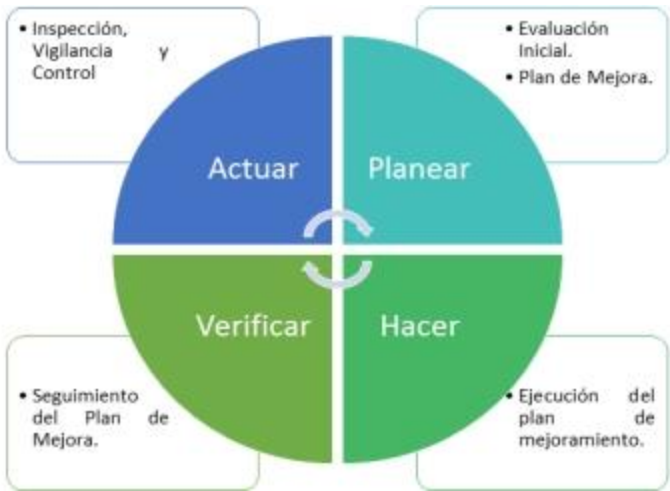 • Inspección,
Vigilancia y
Control
• Evaluación
Inicial.
• Plan de Mejora.
Actuar
Planear
Verificar
Hacer
• Seguimiento
del Plan de
Mejora.
• Ejecución del
plan de
mejoramiento.